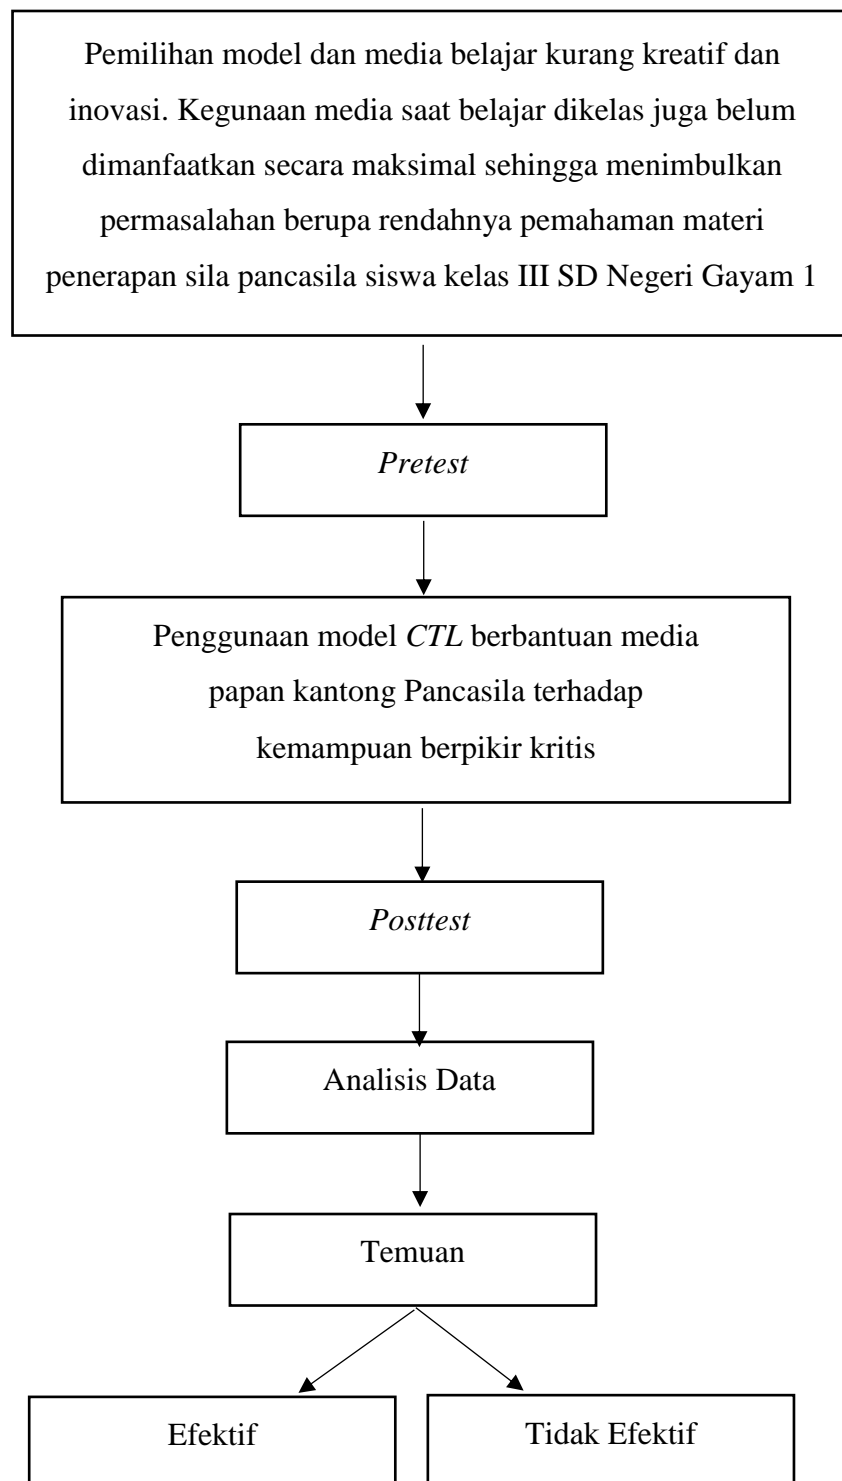 Pemilihan model dan media belajar kurang kreatif dan
inovasi. Kegunaan media saat belajar dikelas juga belum
dimanfaatkan secara maksimal sehingga menimbulkan
permasalahan berupa rendahnya pemahaman materi
penerapan sila pancasila siswa kelas III SD Negeri Gayam 1
Pretest
Penggunaan model CTL berbantuan media
papan kantong Pancasila terhadap
kemampuan berpikir kritis
Posttest
Analisis Data
Temuan
Efektif
Tidak Efektif